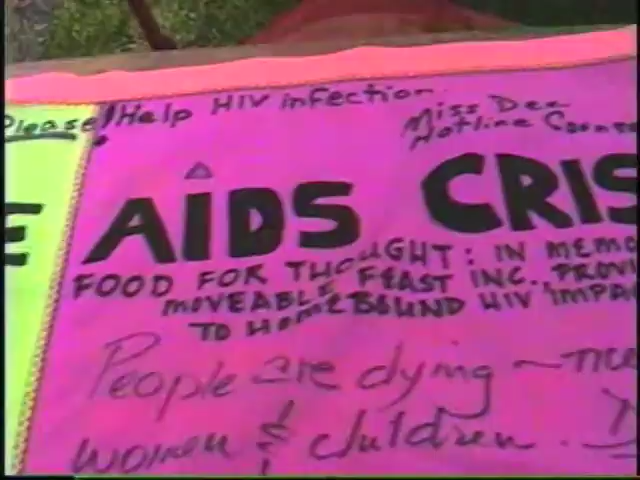 Please! Help HIV infection
Miss Dee
Hotline
E AIDS CRIS
FOOD FOR THOUGHT: IN MEMO
MOVEABLE FEAST INC. PROVI
TO HOMEBOUND HIV IMPA
People are dying ~
women & children.